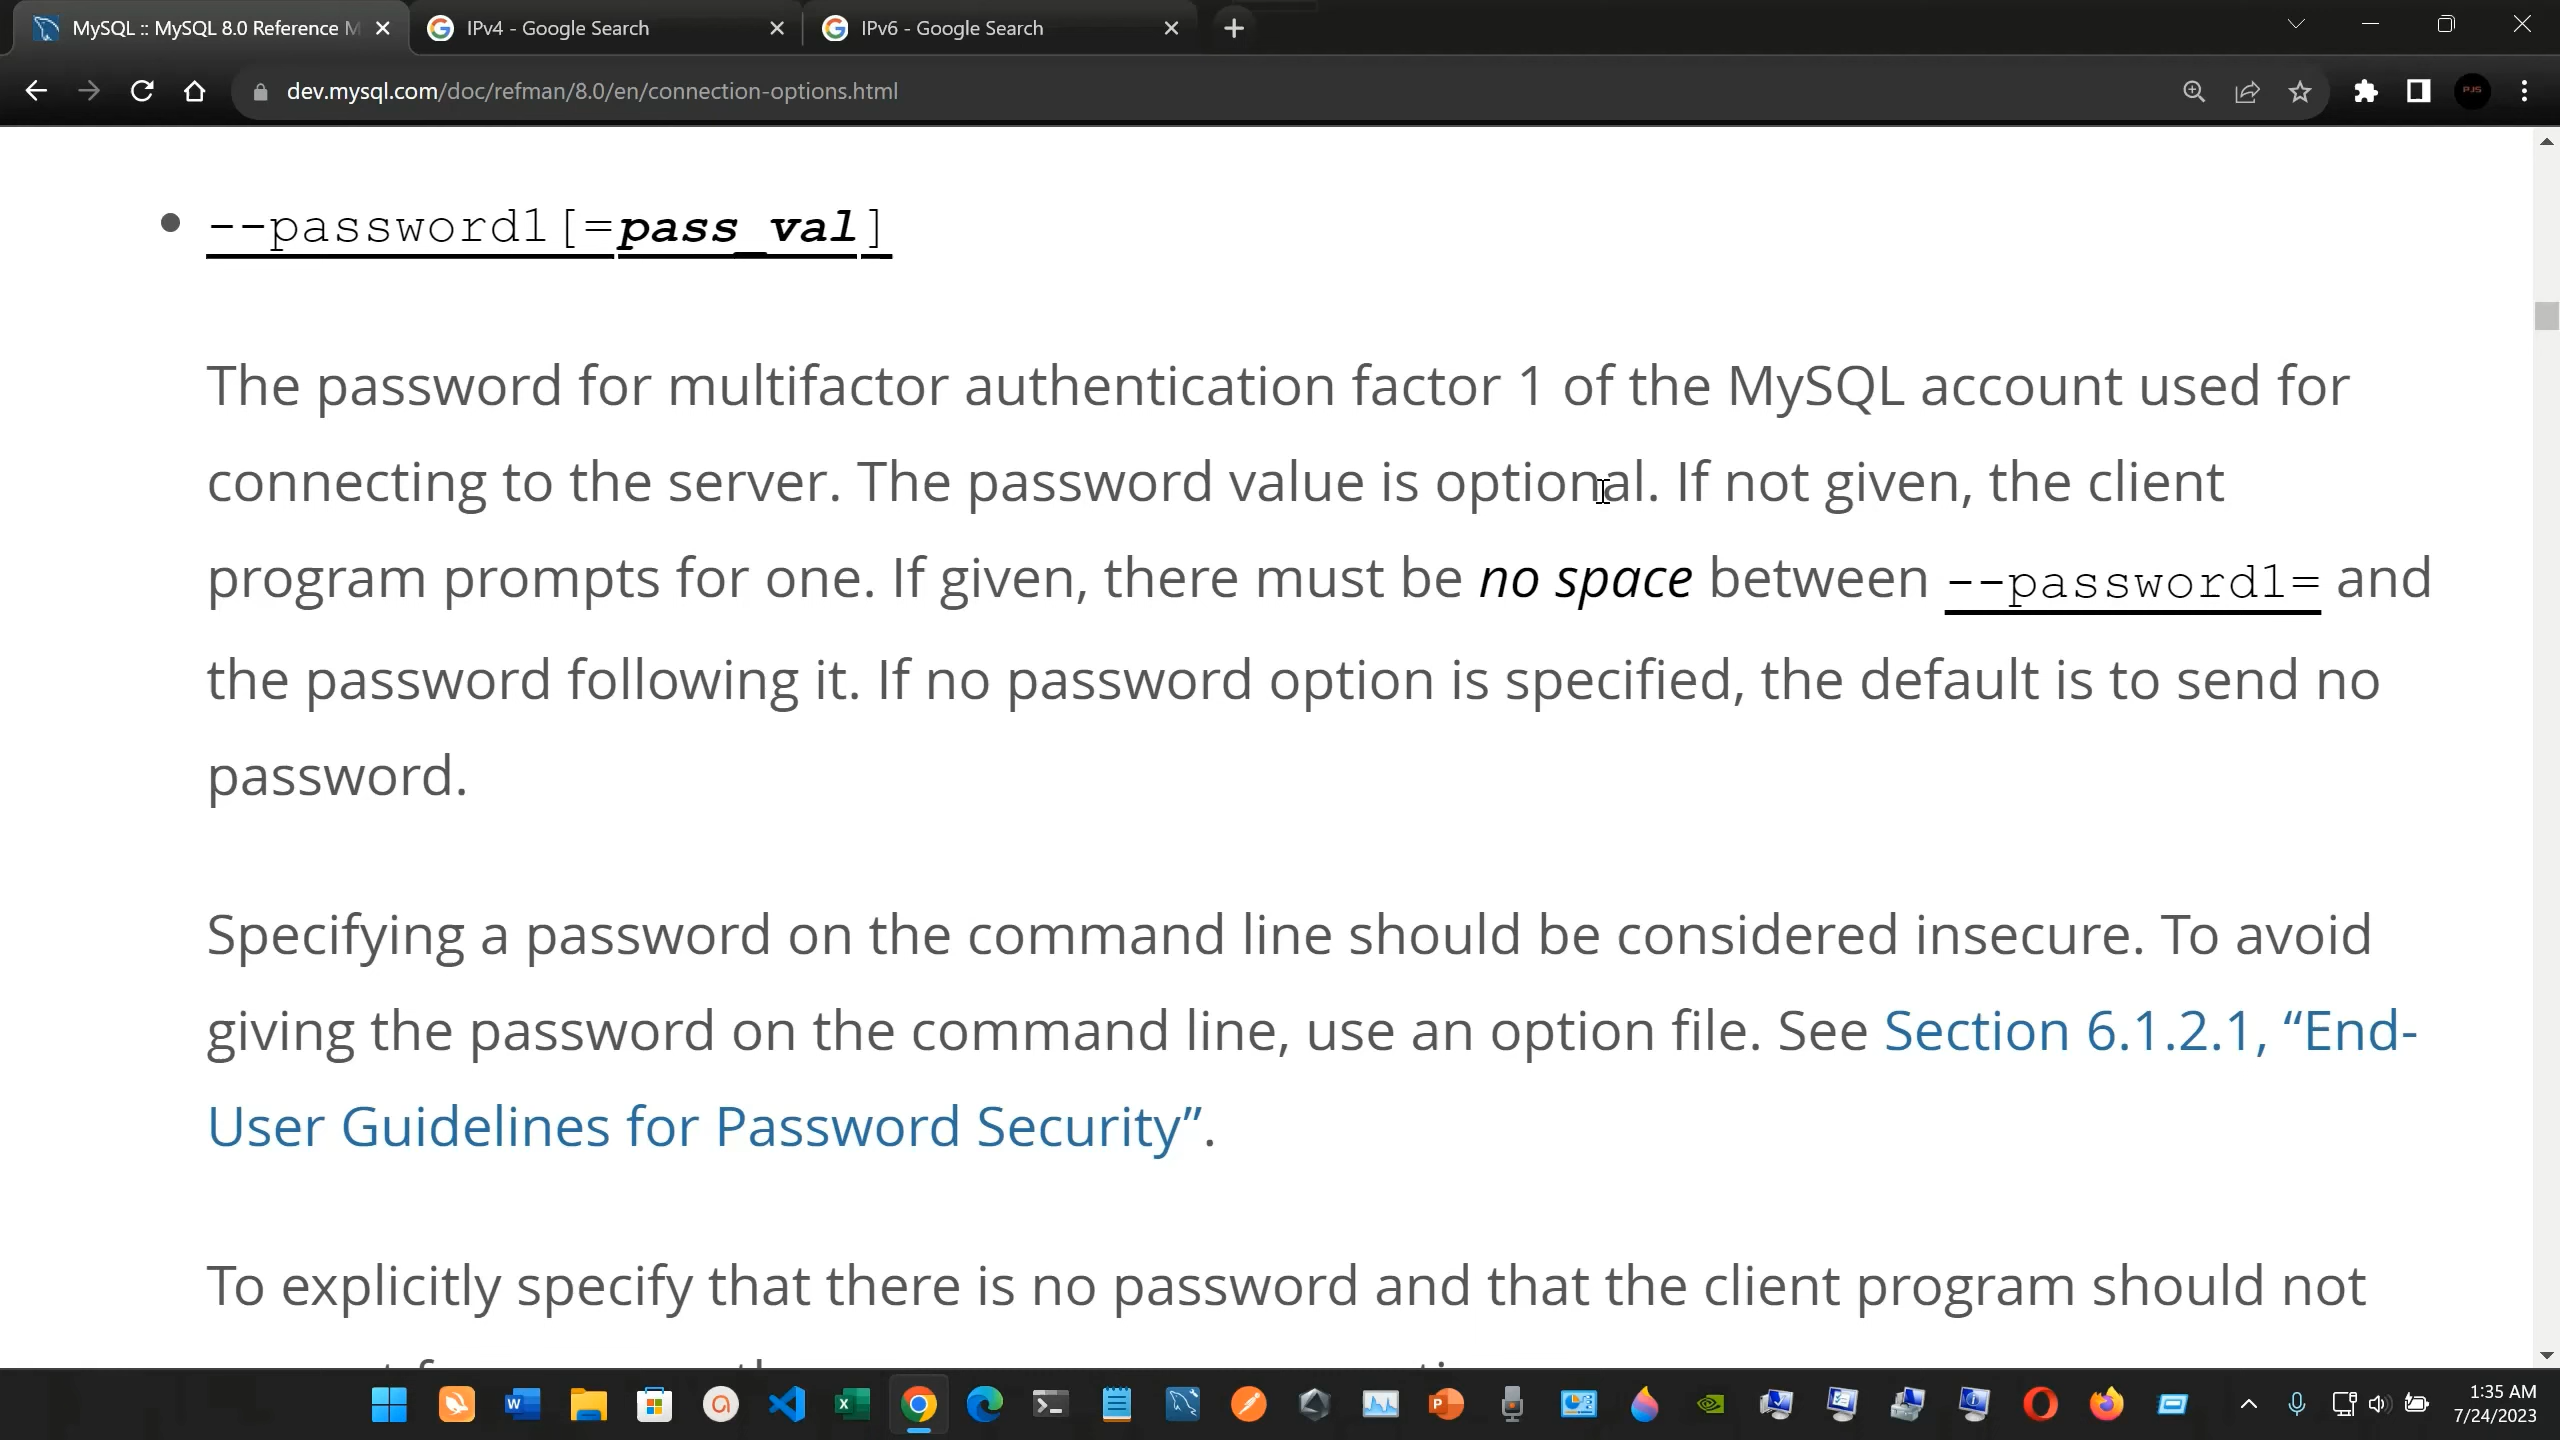 MySQL :: MySQL 8.0 Reference M
IPv4 - Google Search
IPv6 - Google Search
dev.mysql.com/doc/refman/8.0/en/connection-options.html
PJS
--password1[=pass_val]
The password for multifactor authentication factor 1 of the MySQL account used for
connecting to the server. The password value is optional. If not given, the client
program prompts for one. If given, there must be no space between --password1= and
the password following it. If no password option is specified, the default is to send no
password.
Specifying a password on the command line should be considered insecure. To avoid
giving the password on the command line, use an option file. See Section 6.1.2.1, “End-
User Guidelines for Password Security”.
To explicitly specify that there is no password and that the client program should not
1:35 AM
7/24/2023